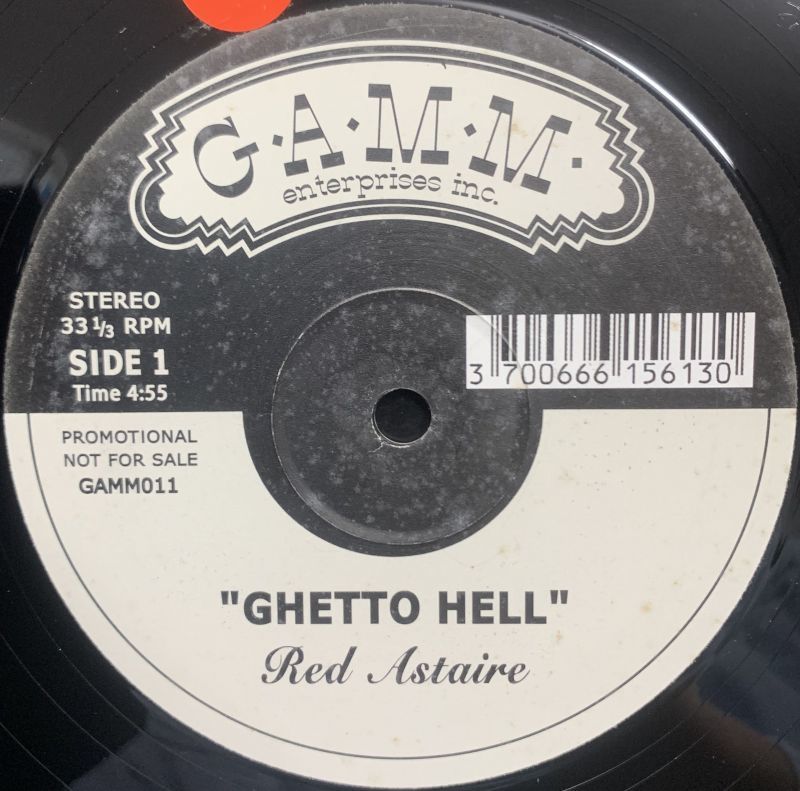 G·A·M·M·
enterprises inc.
STEREO
33 1/3 RPM
SIDE 1
Time 4:55
3 700666 156130
PROMOTIONAL
NOT FOR SALE
GAMM011
"GHETTO HELL"
Red Astaire